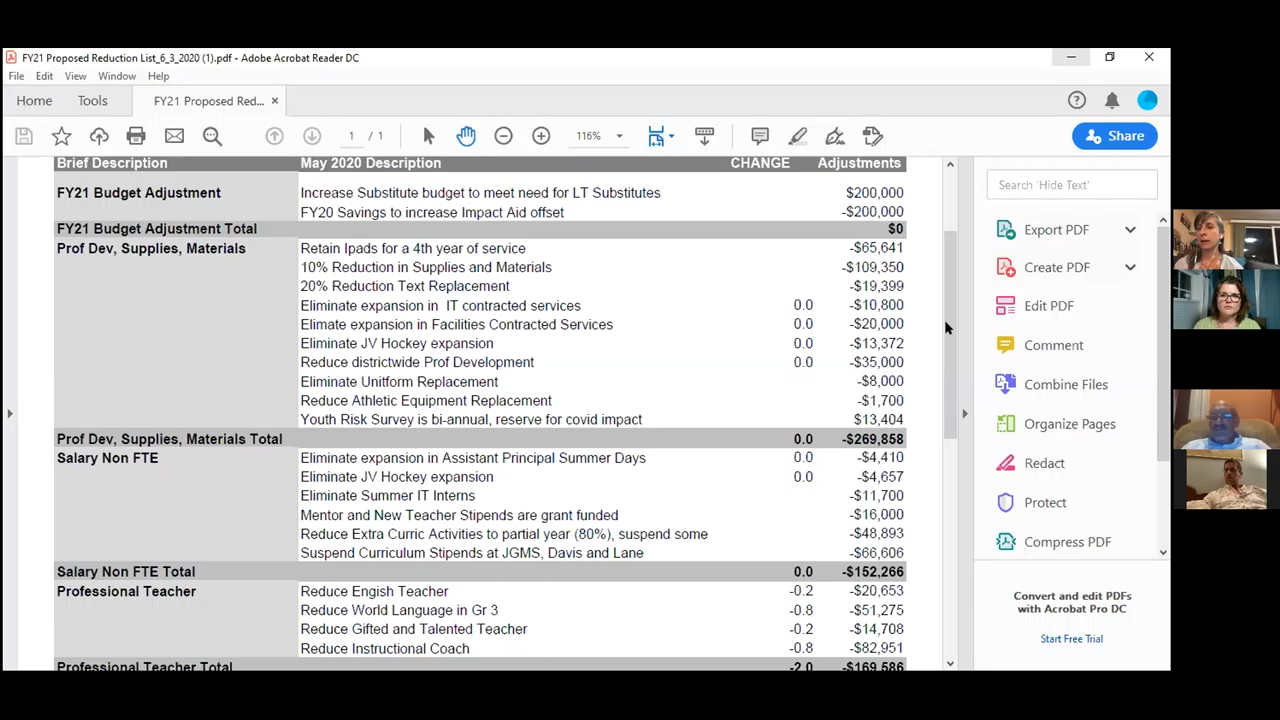 FY21 Proposed Reduction List_6_3_2020 (1).pdf - Adobe Acrobat Reader DC
File Edit View Window Help
Home Tools FY21 Proposed Red... ×
1 / 1 116% Share
Brief Description May 2020 Description CHANGE Adjustments
FY21 Budget Adjustment Increase Substitute budget to meet need for LT Substitutes $200,000
FY20 Savings to increase Impact Aid offset -$200,000
FY21 Budget Adjustment Total $0
Prof Dev, Supplies, Materials Retain Ipads for a 4th year of service -$65,641
10% Reduction in Supplies and Materials -$109,350
20% Reduction Text Replacement -$19,399
Eliminate expansion in IT contracted services 0.0 -$10,800
Elimate expansion in Facilities Contracted Services 0.0 -$20,000
Eliminate JV Hockey expansion 0.0 -$13,372
Reduce districtwide Prof Development 0.0 -$35,000
Eliminate Unitform Replacement -$8,000
Reduce Athletic Equipment Replacement -$1,700
Youth Risk Survey is bi-annual, reserve for covid impact $13,404
Prof Dev, Supplies, Materials Total 0.0 -$269,858
Salary Non FTE Eliminate expansion in Assistant Principal Summer Days 0.0 -$4,410
Eliminate JV Hockey expansion 0.0 -$4,657
Eliminate Summer IT Interns -$11,700
Mentor and New Teacher Stipends are grant funded -$16,000
Reduce Extra Curric Activities to partial year (80%), suspend some -$48,893
Suspend Curriculum Stipends at JGMS, Davis and Lane -$66,606
Salary Non FTE Total 0.0 -$152,266
Professional Teacher Reduce Engish Teacher -0.2 -$20,653
Reduce World Language in Gr 3 -0.8 -$51,275
Reduce Gifted and Talented Teacher -0.2 -$14,708
Reduce Instructional Coach -0.8 -$82,951
Professional Teacher Total -2.0 -$169,586
Search 'Hide Text'
Export PDF
Create PDF
Edit PDF
Comment
Combine Files
Organize Pages
Redact
Protect
Compress PDF
Convert and edit PDFs
with Acrobat Pro DC
Start Free Trial